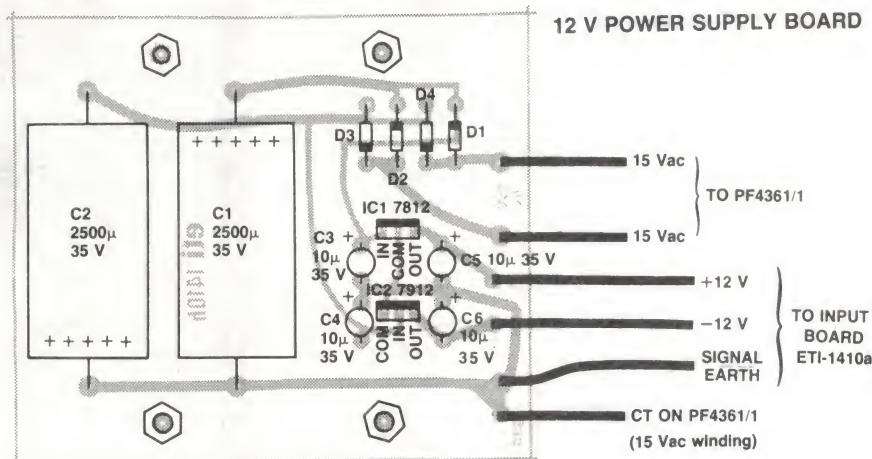 12 V POWER SUPPLY BOARD
D4
D3
D1
D2
+ + + + +
C2
2500μ
35 V
C1
2500μ
35 V
+ + + + +
IC1 7812
C3
10μ
35 V
+
IN
COM
OUT
+
C5 10μ 35 V
IC2 7912
C4
10μ
35 V
+
COM
IN
OUT
+
C6
10μ
35 V
15 Vac
15 Vac
TO PF4361/1
+12 V
−12 V
SIGNAL
EARTH
TO INPUT
BOARD
ETI-1410a
CT ON PF4361/1
(15 Vac winding)